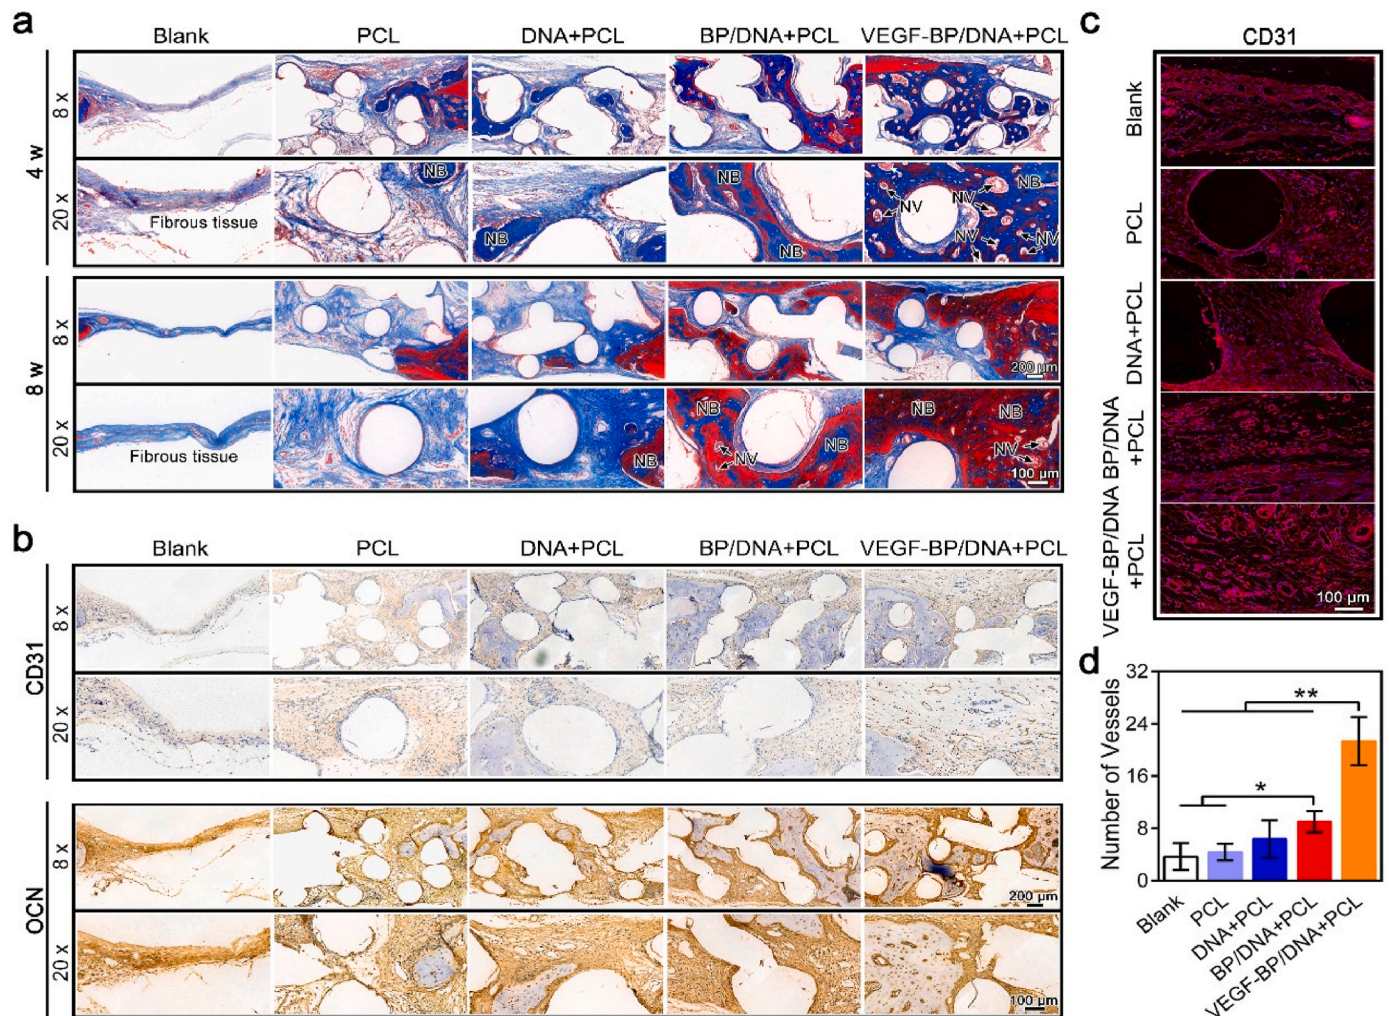 a
Blank PCL DNA+PCL BP/DNA+PCL VEGF-BP/DNA+PCL
4 w
8 x
20 x
Fibrous tissue
NB
NB
NB
NB
NV
NV
NV
NV
NB
8 w
8 x
200 µm
20 x
Fibrous tissue
NB
NB
NV
NB
NB
NB
NV
100 µm
b
Blank PCL DNA+PCL BP/DNA+PCL VEGF-BP/DNA+PCL
CD31
8 x
20 x
OCN
8 x
200 µm
20 x
100 µm
c
CD31
Blank
PCL
DNA+PCL
BP/DNA
+PCL
VEGF-BP/DNA
+PCL
100 µm
d
Number of Vessels
32
24
16
8
0
**
*
Blank
PCL
DNA+PCL
BP/DNA+PCL
VEGF-BP/DNA+PCL